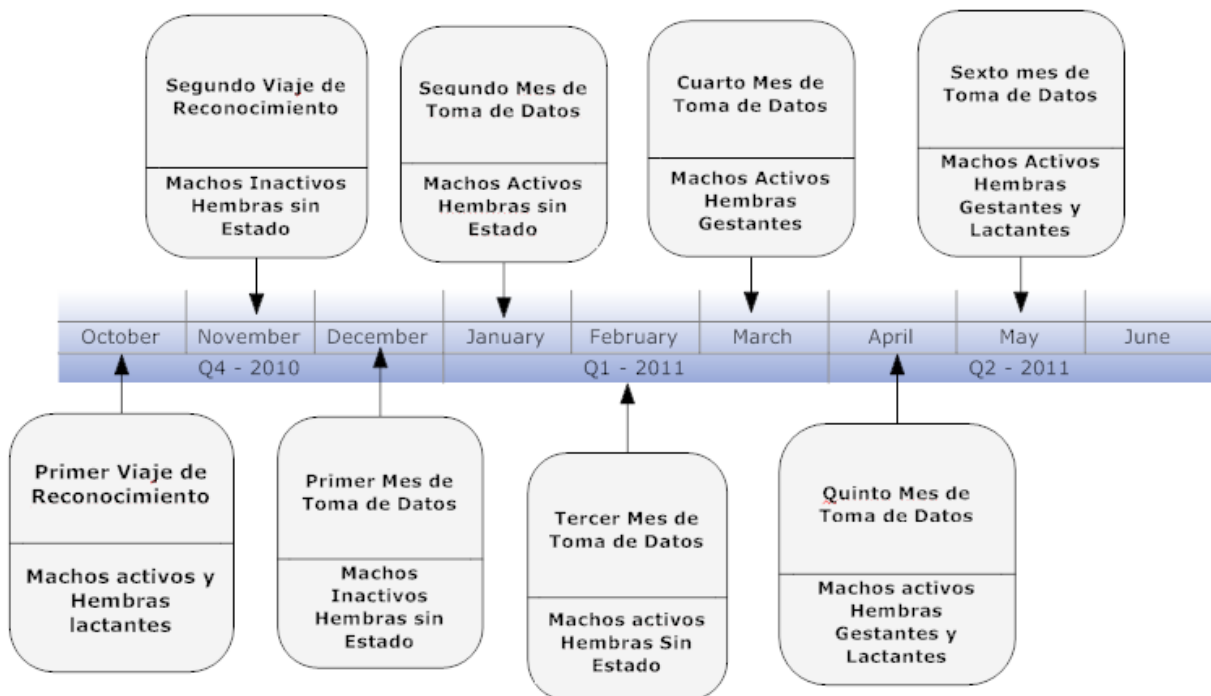 Segundo Viaje de
Reconocimiento
Machos Inactivos
Hembras sin
Estado
Segundo Mes de
Toma de Datos
Machos Activos
Hembras sin
Estado
Cuarto Mes de
Toma de Datos
Machos Activos
Hembras
Gestantes
Sexto mes de
Toma de Datos
Machos Activos
Hembras
Gestantes y
Lactantes
October November December January February March April May June
Q4 - 2010 Q1 - 2011 Q2 - 2011
Primer Viaje de
Reconocimiento
Machos activos y
Hembras
lactantes
Primer Mes de
Toma de Datos
Machos
Inactivos
Hembras sin
Estado
Tercer Mes de
Toma de Datos
Machos activos
Hembras Sin
Estado
Quinto Mes de
Toma de Datos
Machos activos
Hembras
Gestantes y
Lactantes